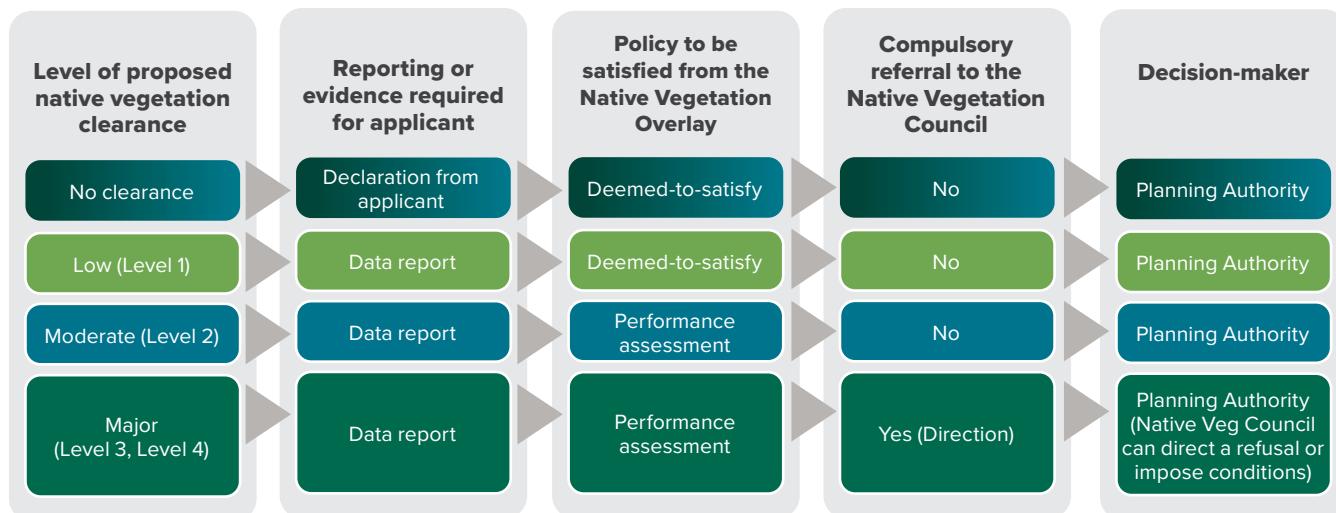 Level of proposed
native vegetation
clearance
Reporting or
evidence required
for applicant
Policy to be
satisfied from the
Native Vegetation
Overlay
Compulsory
referral to the
Native Vegetation
Council
Decision-maker
No clearance
Declaration from
applicant
Deemed-to-satisfy
No
Planning Authority
Low (Level 1)
Data report
Deemed-to-satisfy
No
Planning Authority
Moderate (Level 2)
Data report
Performance
assessment
No
Planning Authority
Major
(Level 3, Level 4)
Data report
Performance
assessment
Yes (Direction)
Planning Authority
(Native Veg Council
can direct a refusal or
impose conditions)